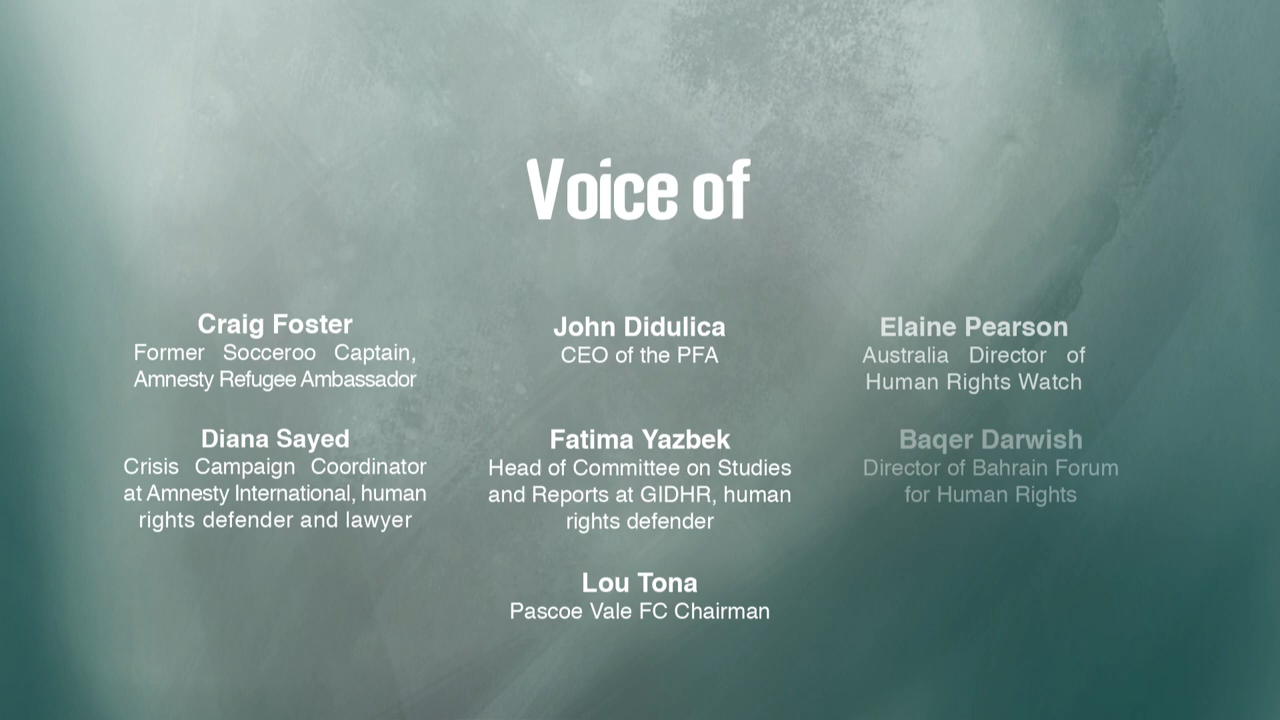 Voice of
Craig Foster
Former Socceroo Captain,
Amnesty Refugee Ambassador
John Didulica
CEO of the PFA
Elaine Pearson
Australia Director of
Human Rights Watch
Diana Sayed
Crisis Campaign Coordinator
at Amnesty International, human
rights defender and lawyer
Fatima Yazbek
Head of Committee on Studies
and Reports at GIDHR, human
rights defender
Baqer Darwish
Director of Bahrain Forum
for Human Rights
Lou Tona
Pascoe Vale FC Chairman